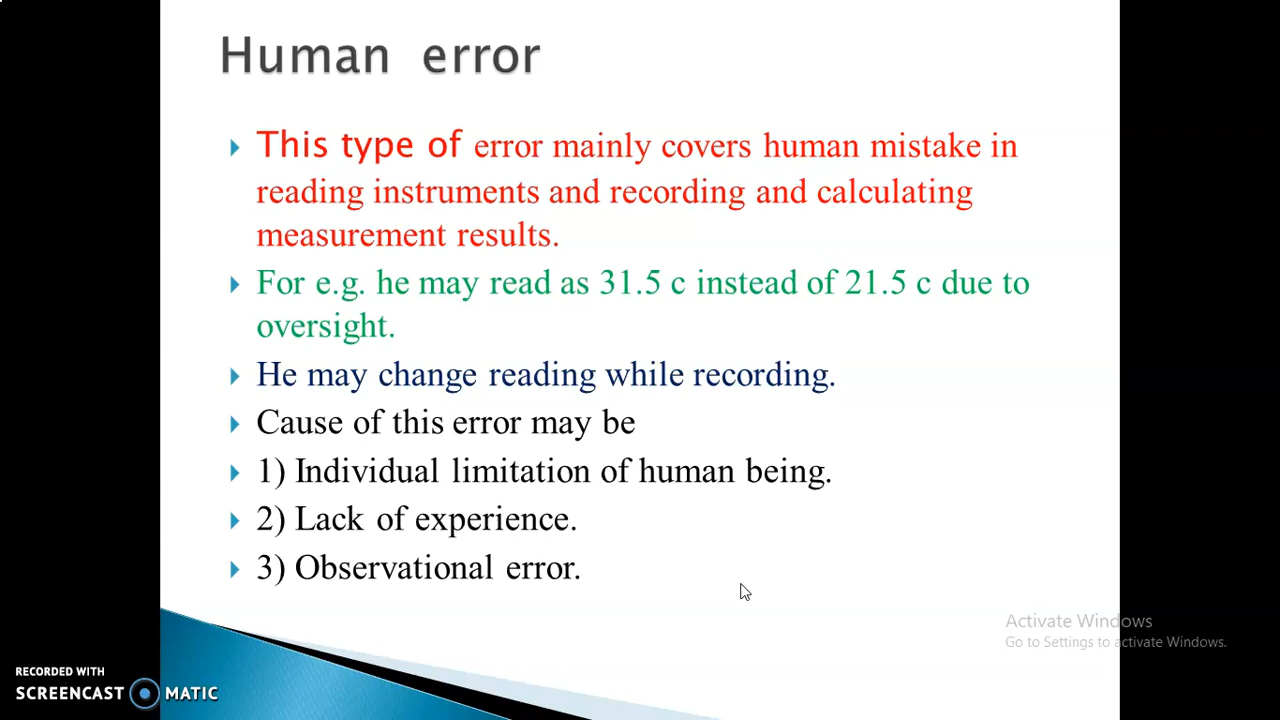 Human error
This type of error mainly covers human mistake in
reading instruments and recording and calculating
measurement results.
For e.g. he may read as 31.5 c instead of 21.5 c due to
oversight.
He may change reading while recording.
Cause of this error may be
1) Individual limitation of human being.
2) Lack of experience.
3) Observational error.
Activate Windows
Go to Settings to activate Windows.
RECORDED WITH
SCREENCAST MATIC